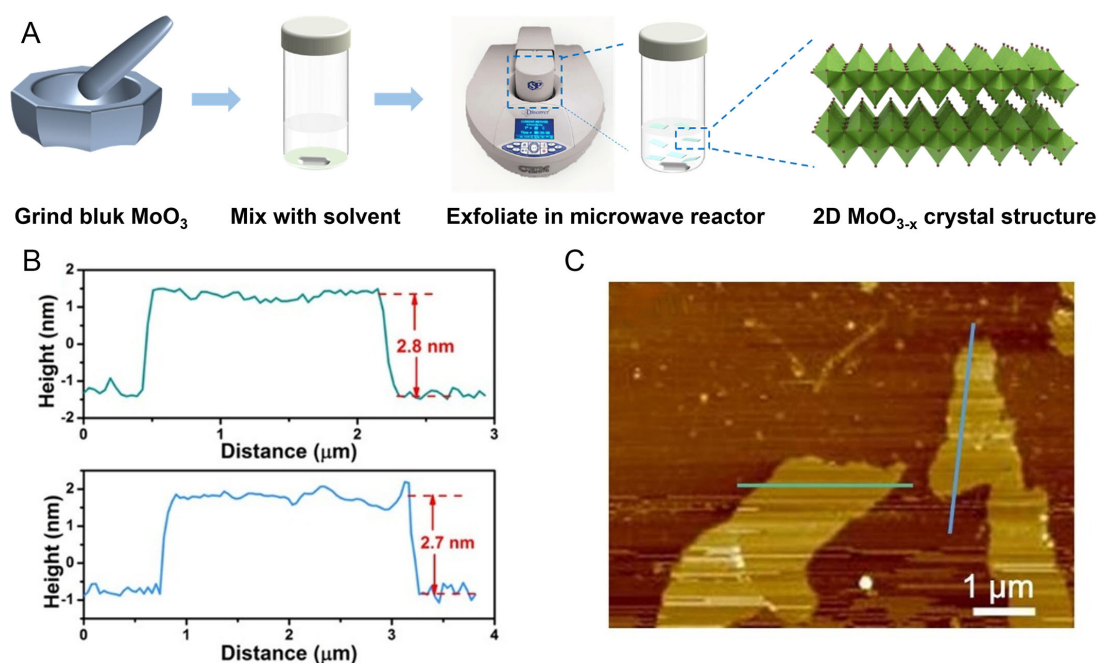 A
Grind bluk MoO₃
Mix with solvent
Exfoliate in microwave reactor
2D MoO₃₋ₓ crystal structure
CEM
B
Height (nm)
2
1
0
-1
-2
2.8 nm
0 1 2 3
Distance (μm)
Height (nm)
2
1
0
-1
2.7 nm
0 1 2 3 4
Distance (μm)
C
1 μm